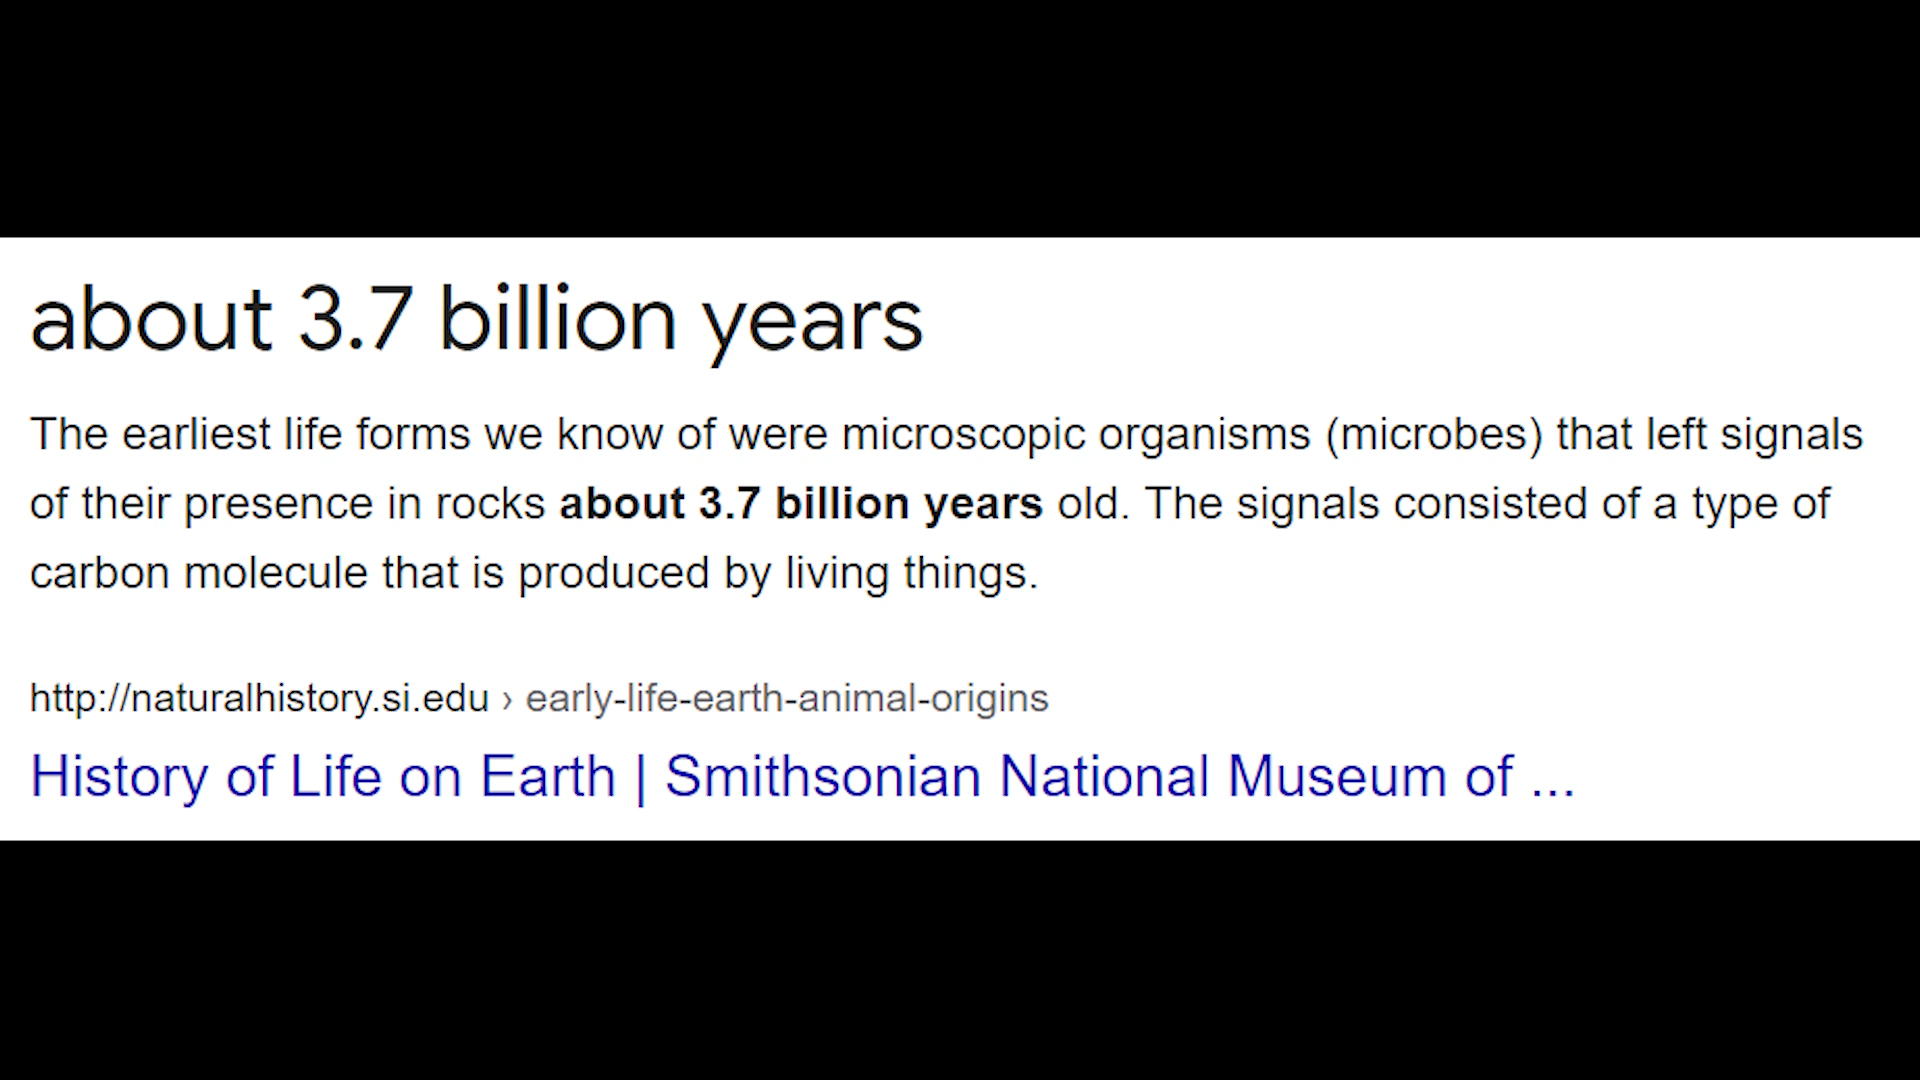 about 3.7 billion years
The earliest life forms we know of were microscopic organisms (microbes) that left signals
of their presence in rocks about 3.7 billion years old. The signals consisted of a type of
carbon molecule that is produced by living things.
http://naturalhistory.si.edu › early-life-earth-animal-origins
History of Life on Earth | Smithsonian National Museum of ...